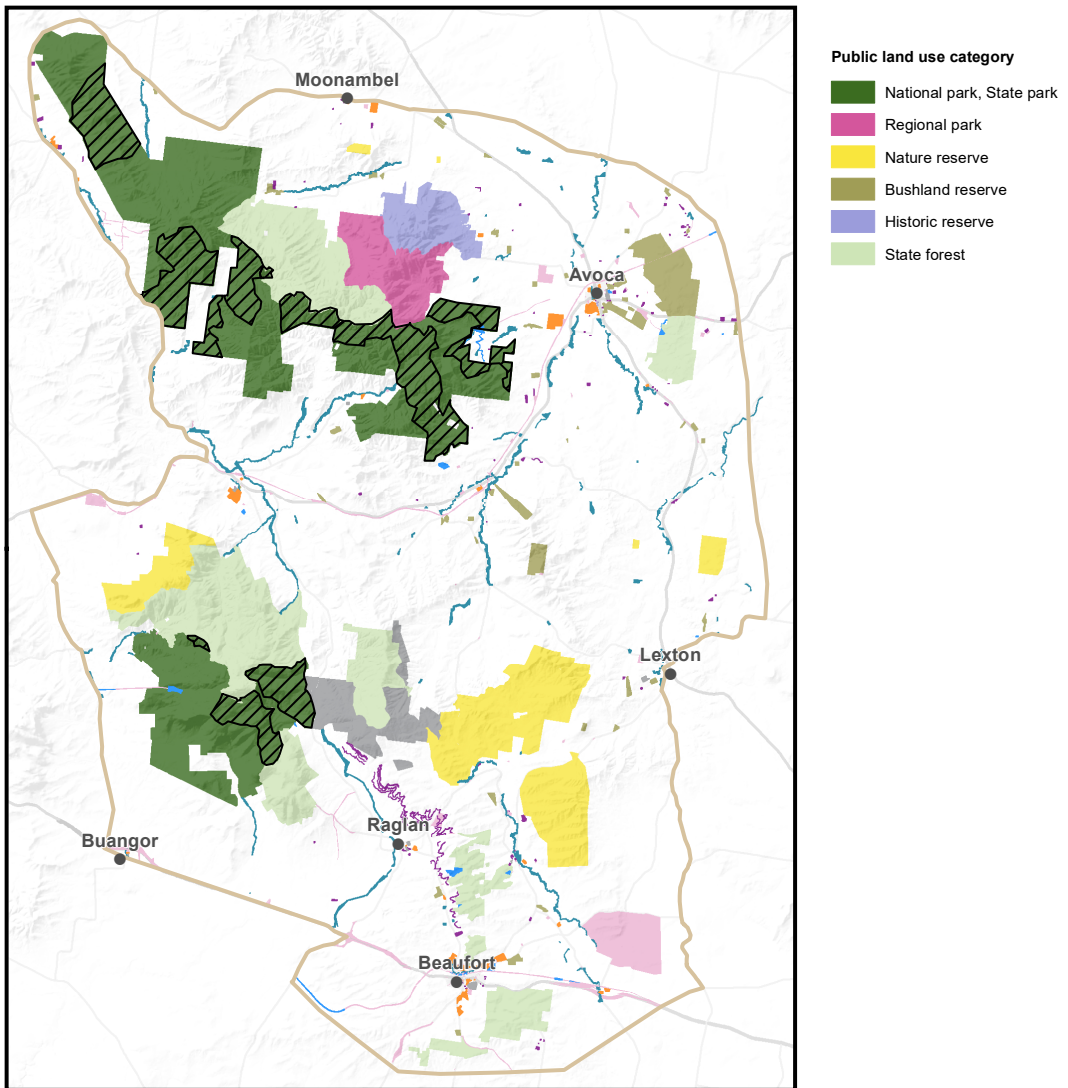 Public land use category
National park, State park
Regional park
Nature reserve
Bushland reserve
Historic reserve
State forest
Moonambel
Avoca
Lexton
Raglan
Buangor
Beaufort